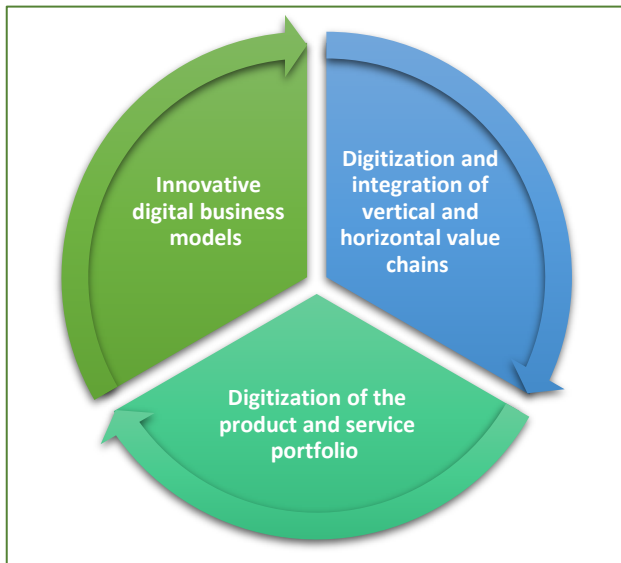 Innovative
digital business
models
Digitization and
integration of
vertical and
horizontal value
chains
Digitization of the
product and service
portfolio